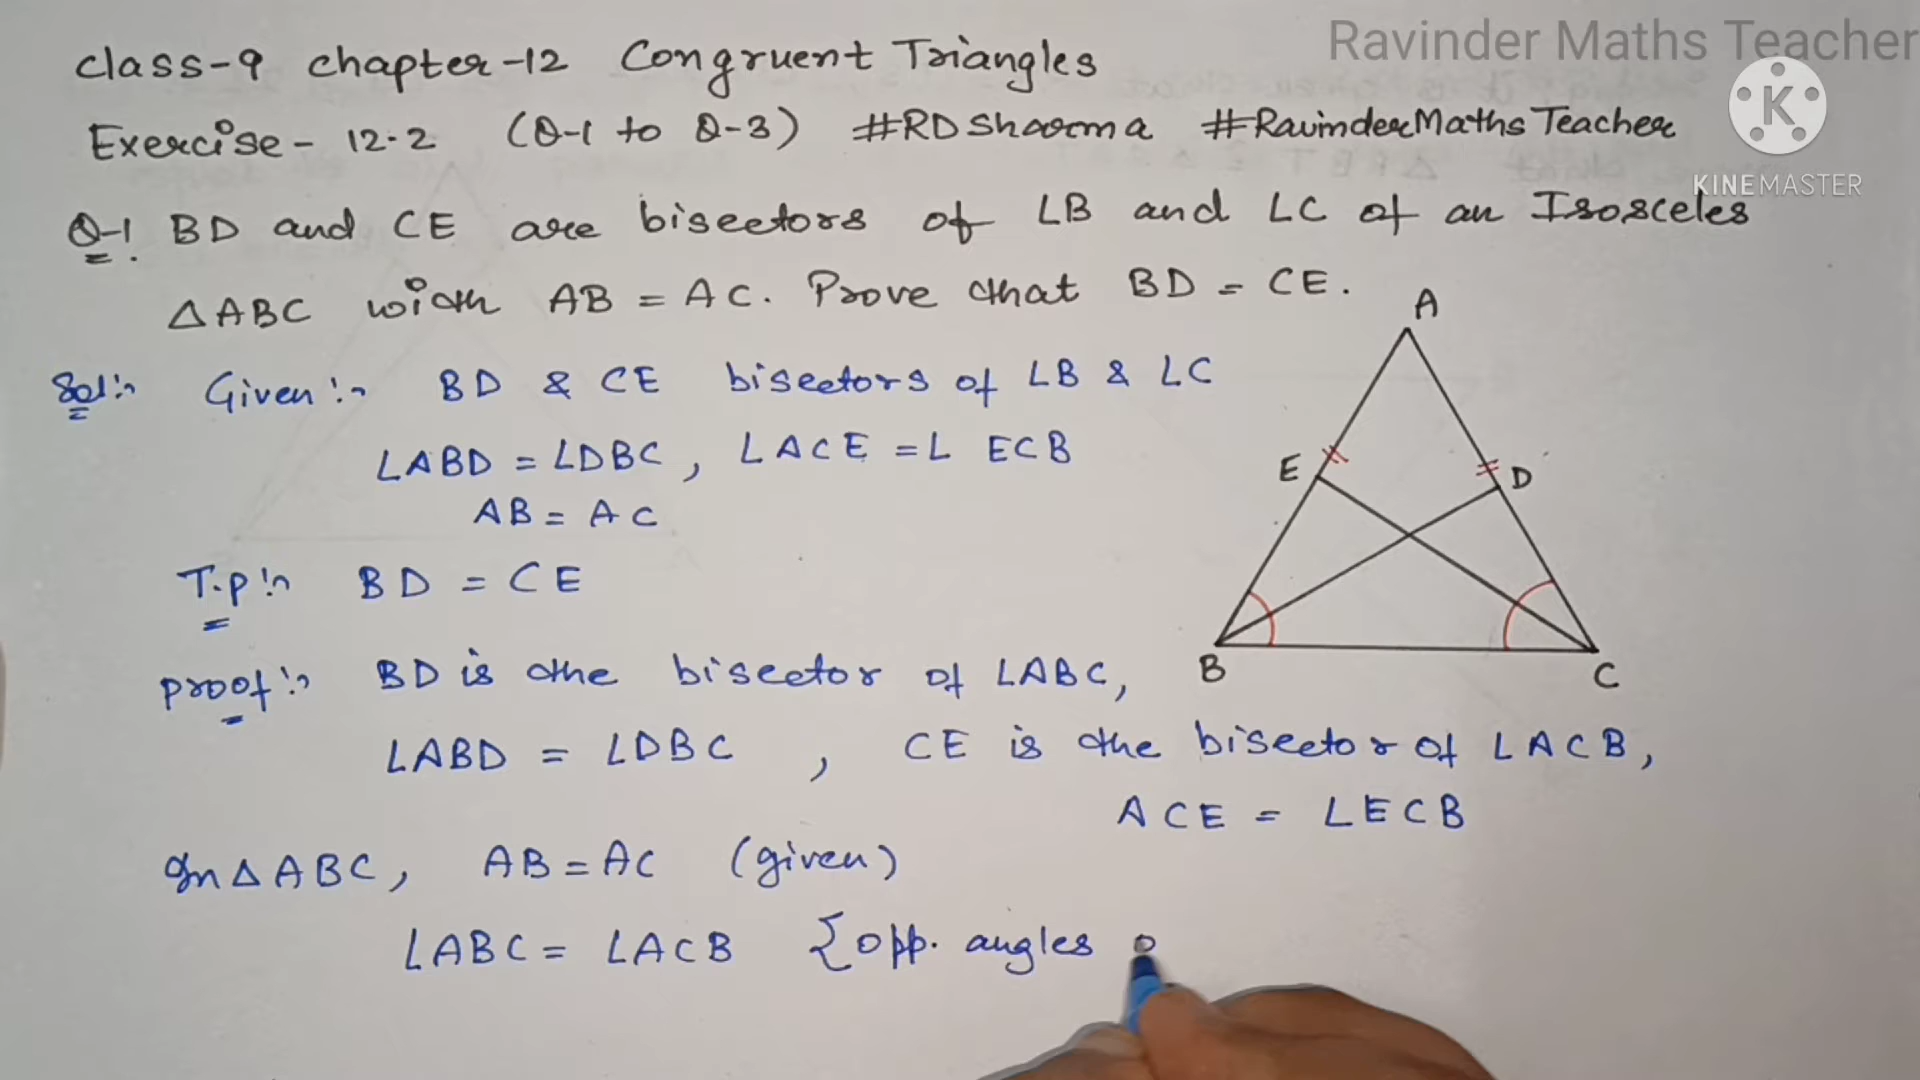 Ravinder Maths Teacher
class-9 chapter-12 Congruent Triangles
K
KINEMASTER
Exercise - 12.2 (Q-1 to Q-3) #RDSharma #RavinderMathsTeacher
Q-1. BD and CE are bisectors of ∠B and ∠C of an Isosceles
△ABC with AB = AC. Prove that BD = CE.
Sol:- Given:- BD & CE bisectors of ∠B & ∠C
∠ABD = ∠DBC, ∠ACE = ∠ ECB
AB = AC
T.P:- BD = CE
Proof:- BD is the bisector of ∠ABC,
∠ABD = ∠DBC , CE is the bisector of ∠ACB,
ACE = ∠ECB
In △ABC, AB = AC (given)
∠ABC = ∠ACB {opp. angles o
A
E
D
B
C